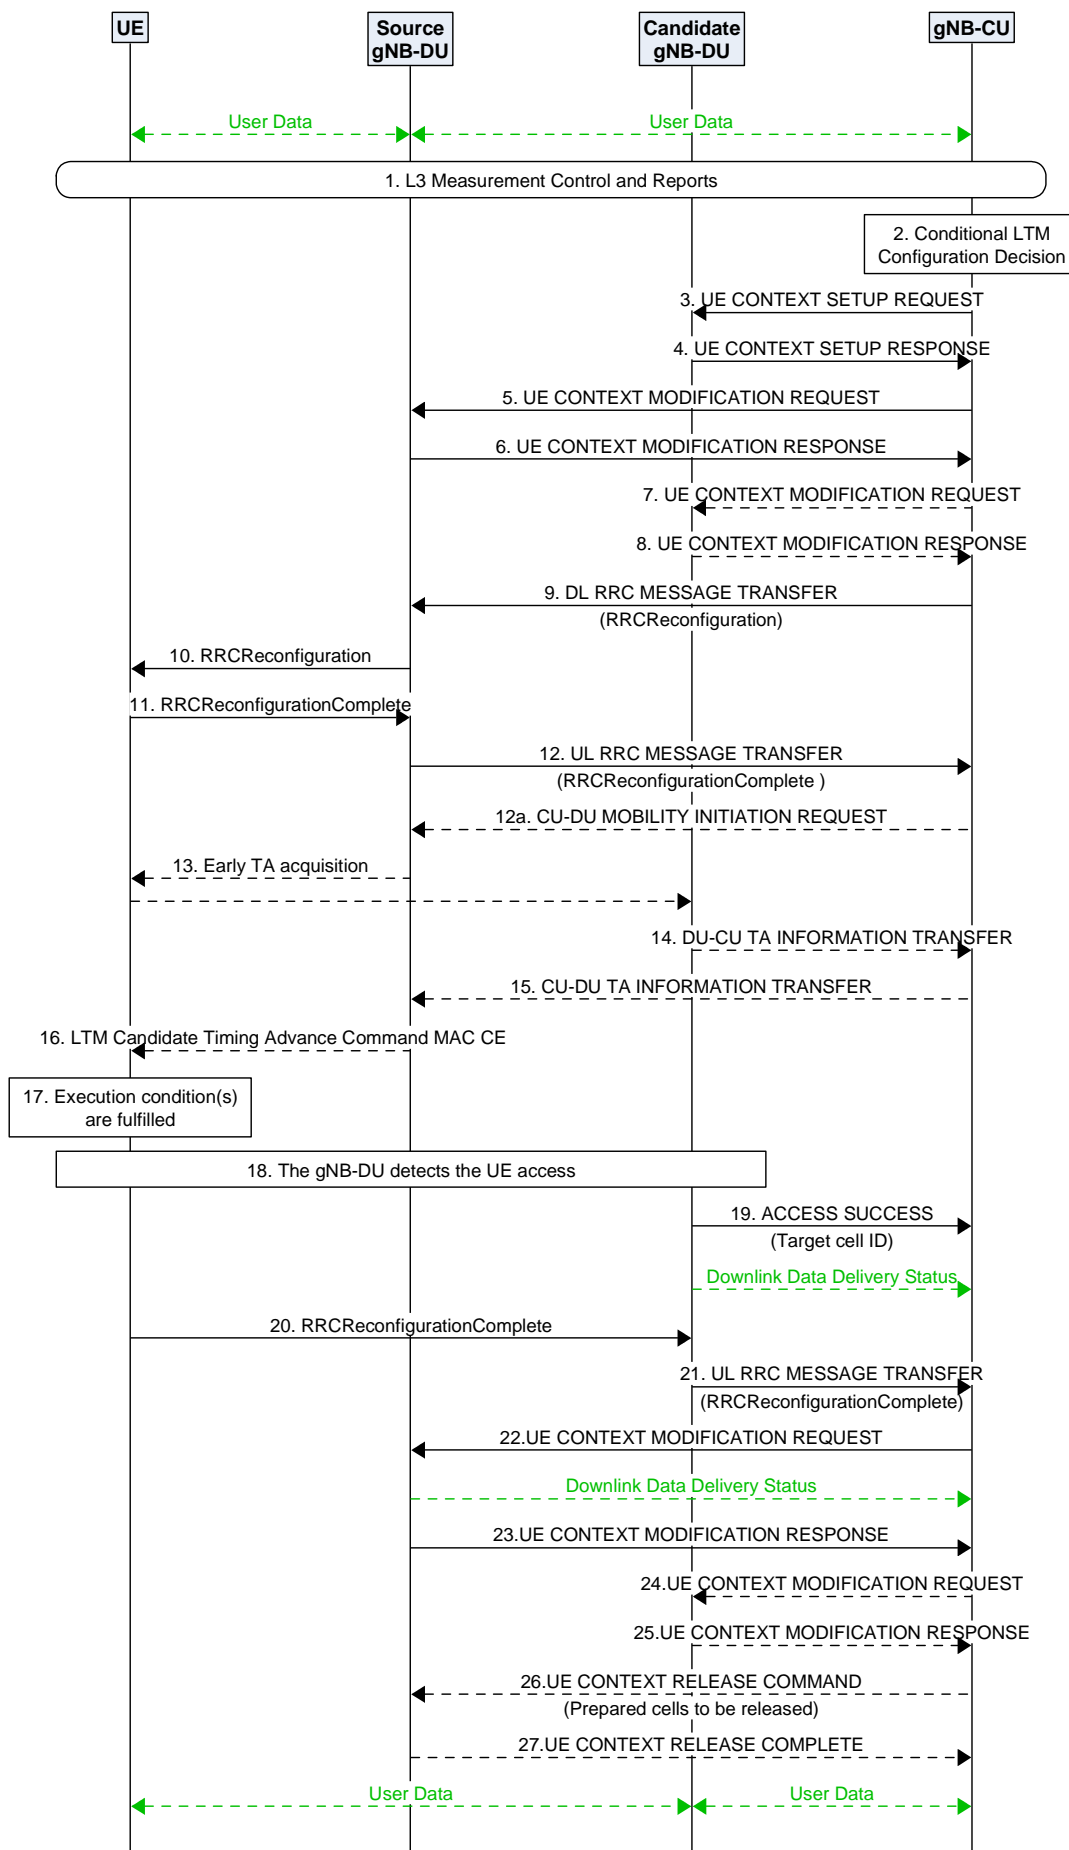 UE
Source
gNB-DU
Candidate
gNB-DU
gNB-CU
User Data
User Data
1. L3 Measurement Control and Reports
2. Conditional LTM
Configuration Decision
3. UE CONTEXT SETUP REQUEST
4. UE CONTEXT SETUP RESPONSE
5. UE CONTEXT MODIFICATION REQUEST
6. UE CONTEXT MODIFICATION RESPONSE
7. UE CONTEXT MODIFICATION REQUEST
8. UE CONTEXT MODIFICATION RESPONSE
9. DL RRC MESSAGE TRANSFER
(RRCReconfiguration)
10. RRCReconfiguration
11. RRCReconfigurationComplete
12. UL RRC MESSAGE TRANSFER
(RRCReconfigurationComplete )
12a. CU-DU MOBILITY INITIATION REQUEST
13. Early TA acquisition
14. DU-CU TA INFORMATION TRANSFER
15. CU-DU TA INFORMATION TRANSFER
16. LTM Candidate Timing Advance Command MAC CE
17. Execution condition(s)
are fulfilled
18. The gNB-DU detects the UE access
19. ACCESS SUCCESS
(Target cell ID)
Downlink Data Delivery Status
20. RRCReconfigurationComplete
21. UL RRC MESSAGE TRANSFER
(RRCReconfigurationComplete)
22.UE CONTEXT MODIFICATION REQUEST
Downlink Data Delivery Status
23.UE CONTEXT MODIFICATION RESPONSE
24.UE CONTEXT MODIFICATION REQUEST
25.UE CONTEXT MODIFICATION RESPONSE
26.UE CONTEXT RELEASE COMMAND
(Prepared cells to be released)
27.UE CONTEXT RELEASE COMPLETE
User Data
User Data